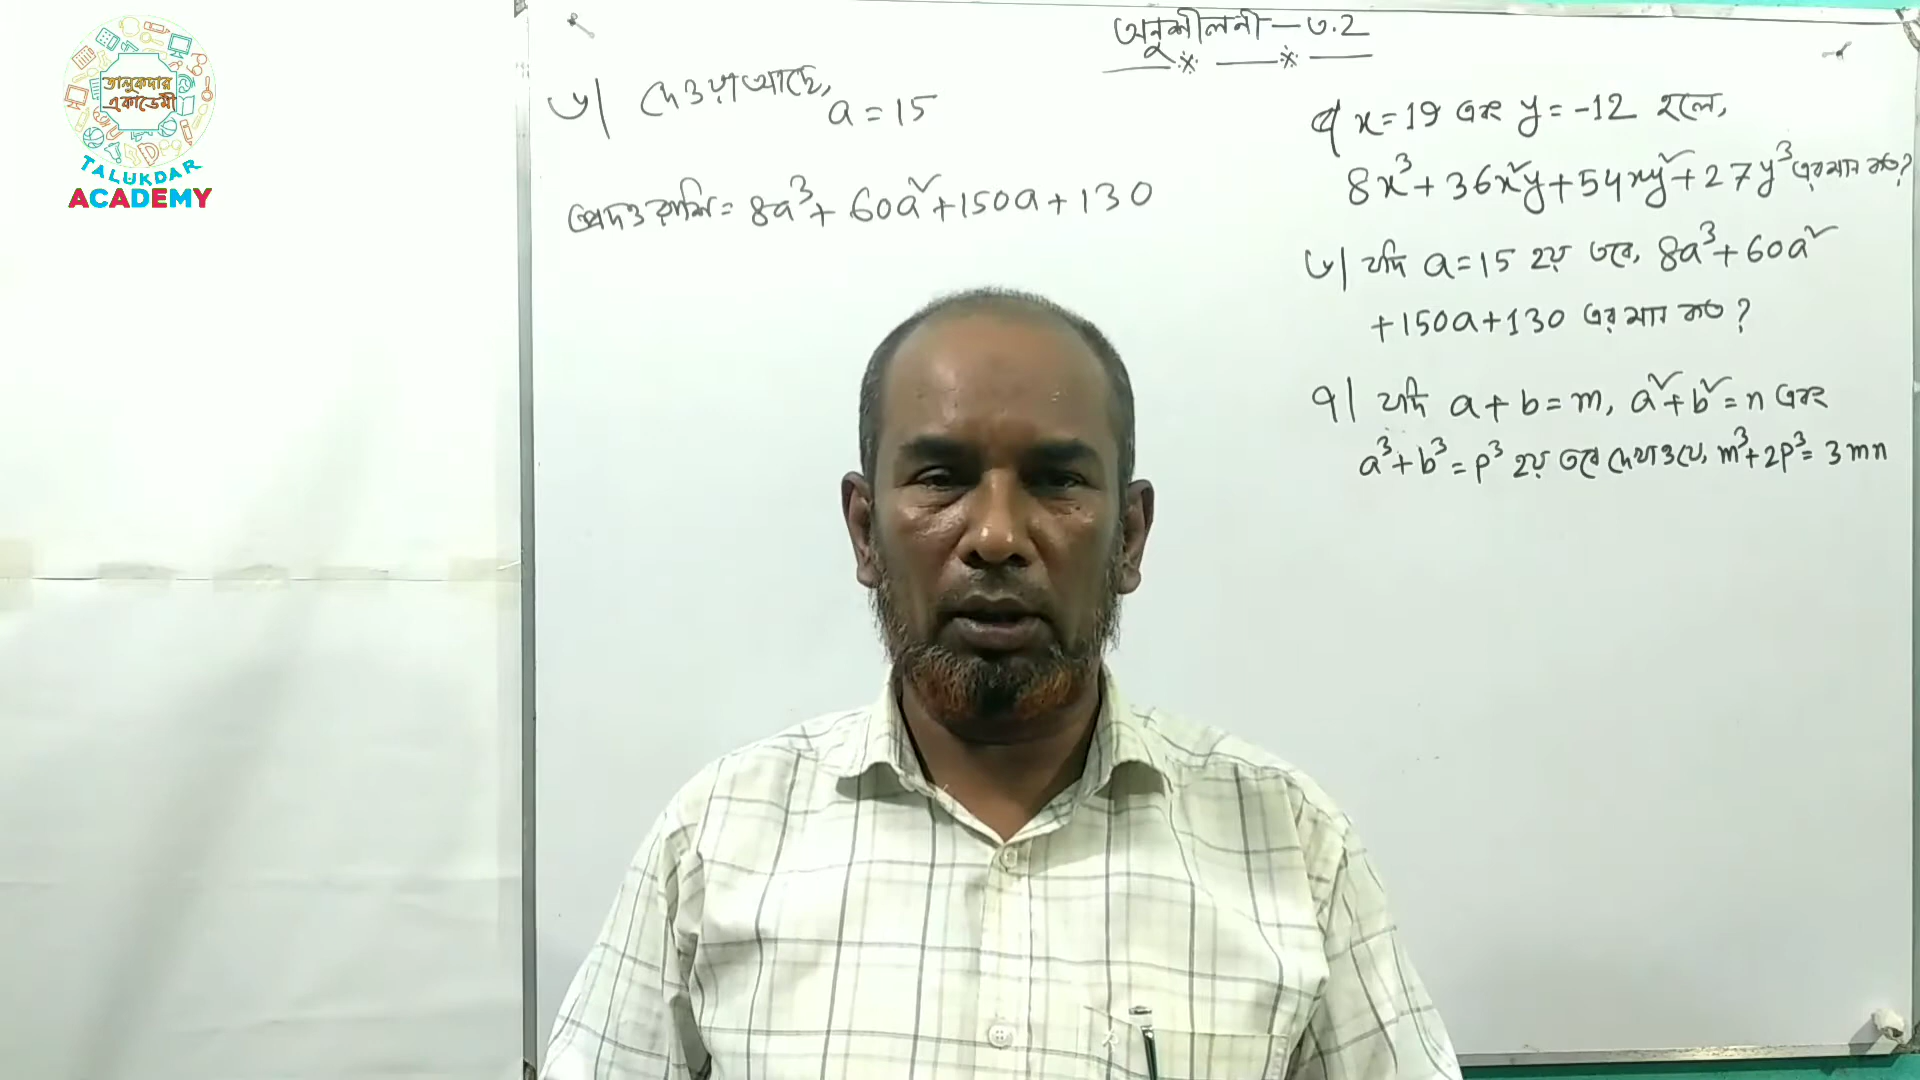 তালুকদার
একাডেমী
TALUKDAR
ACADEMY
অনুশীলনী—৩.2
৬| দেওয়া আছে,
a = 15
প্রদত্ত রাশি = 8a³ + 60a² + 150a + 130
৫| x = 19 এবং y = -12 হলে,
8x³ + 36x²y + 54xy² + 27y³ এর মান কত?
৬| যদি a = 15 হয় তবে, 8a³ + 60a²
+ 150a + 130 এর মান কত?
৭| যদি a + b = m, a² + b² = n এবং
a³ + b³ = p³ হয় তবে দেখাও যে, m³ + 2p³ = 3mn